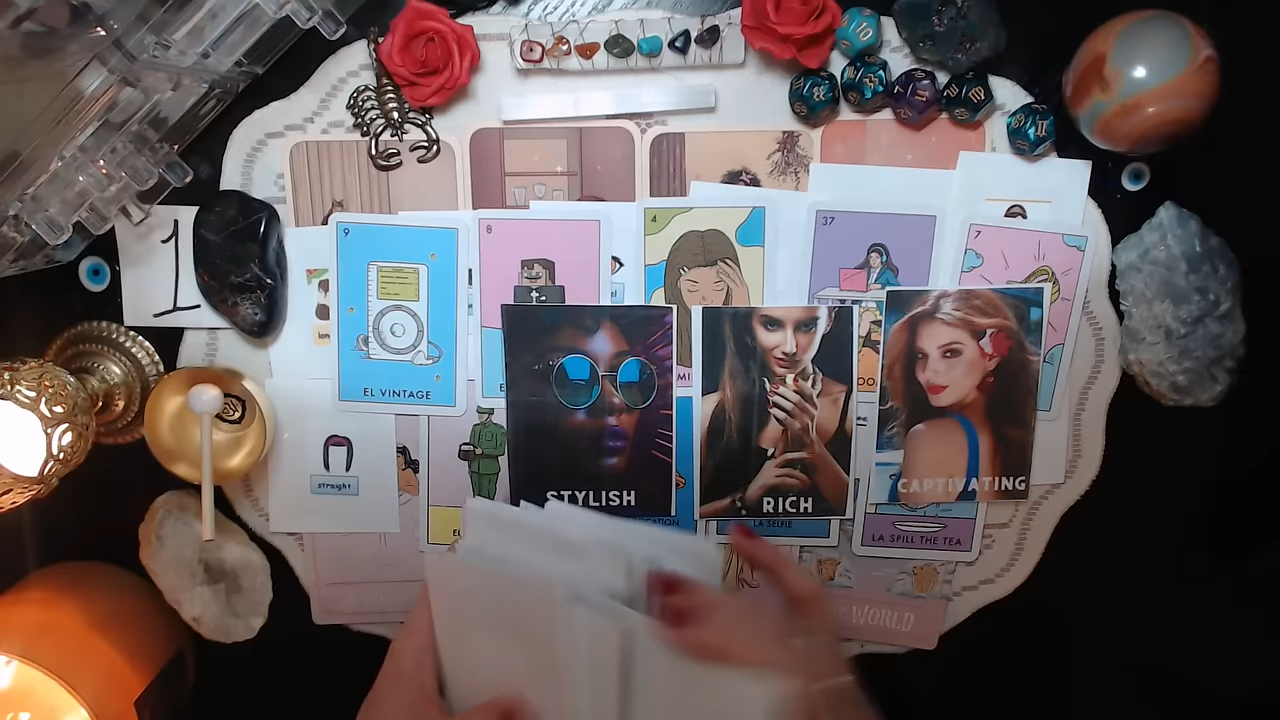 1
9
EL VINTAGE
8
4
37
7
STYLISH
RICH
CAPTIVATING
straight
LA SELFIE
LA SPILL THE TEA
WORLD